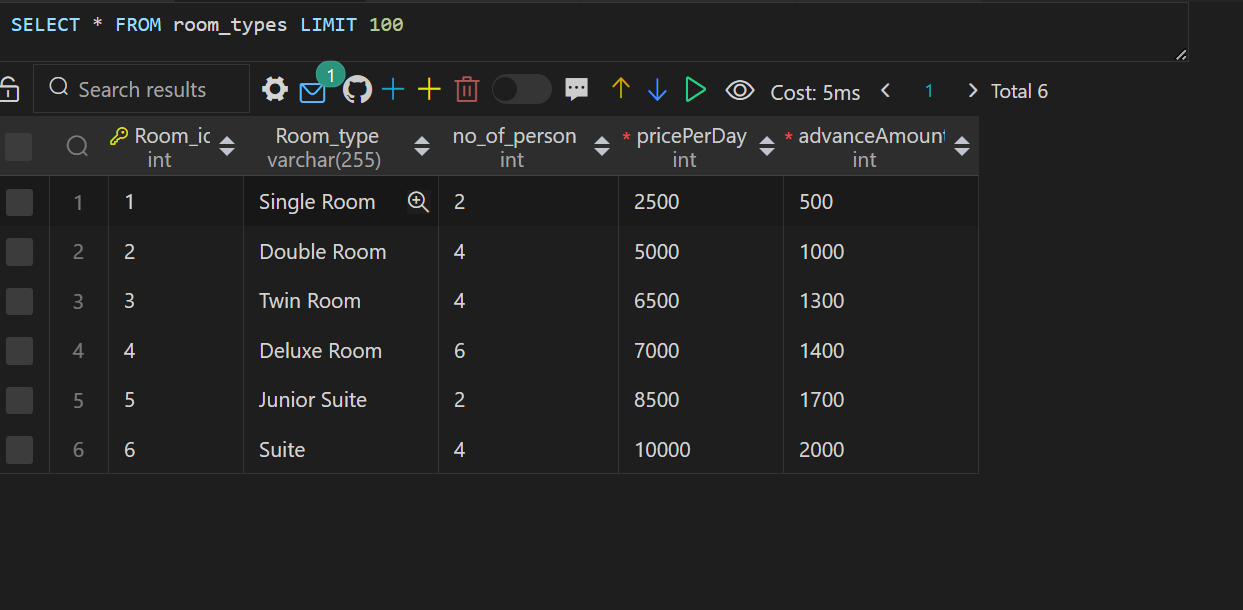 SELECT * FROM room_types LIMIT 100
Search results 1 Cost: 5ms 1 Total 6
Room_ic Room_type no_of_person * pricePerDay * advanceAmount
int varchar(255) int int int
1 1 Single Room 2 2500 500
2 2 Double Room 4 5000 1000
3 3 Twin Room 4 6500 1300
4 4 Deluxe Room 6 7000 1400
5 5 Junior Suite 2 8500 1700
6 6 Suite 4 10000 2000